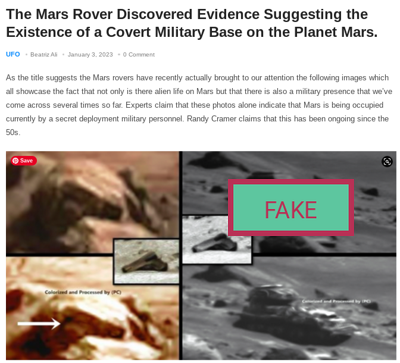 The Mars Rover Discovered Evidence Suggesting the
Existence of a Covert Military Base on the Planet Mars.
UFO • Beatriz Ali • January 3, 2023 • 0 Comment
As the title suggests the Mars rovers have recently actually brought to our attention the following images which
all showcase the fact that not only is there alien life on Mars but that there is also a military presence that we've
come across several times so far. Experts claim that these photos alone indicate that Mars is being occupied
currently by a secret deployment military personnel. Randy Cramer claims that this has been ongoing since the
50s.
Save
FAKE
Colorized and Processed by (PC)
Colorized and Processed by (PC)